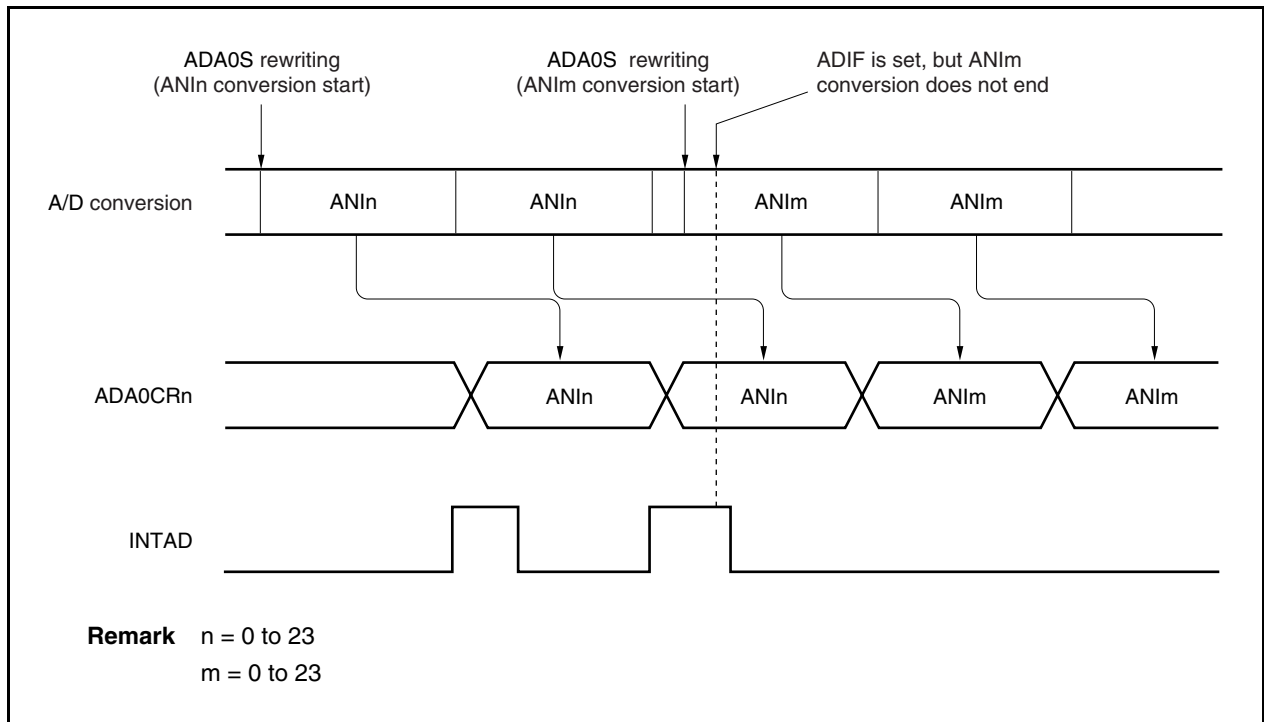 ADA0S rewriting
(ANIn conversion start)
ADA0S rewriting
(ANIm conversion start)
ADIF is set, but ANIm
conversion does not end
A/D conversion
ANIn
ANIn
ANIm
ANIm
ADA0CRn
ANIn
ANIn
ANIm
ANIm
INTAD
Remark n = 0 to 23
m = 0 to 23